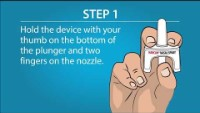 STEP 1
Hold the device with your
thumb on the bottom of
the plunger and two
fingers on the nozzle.